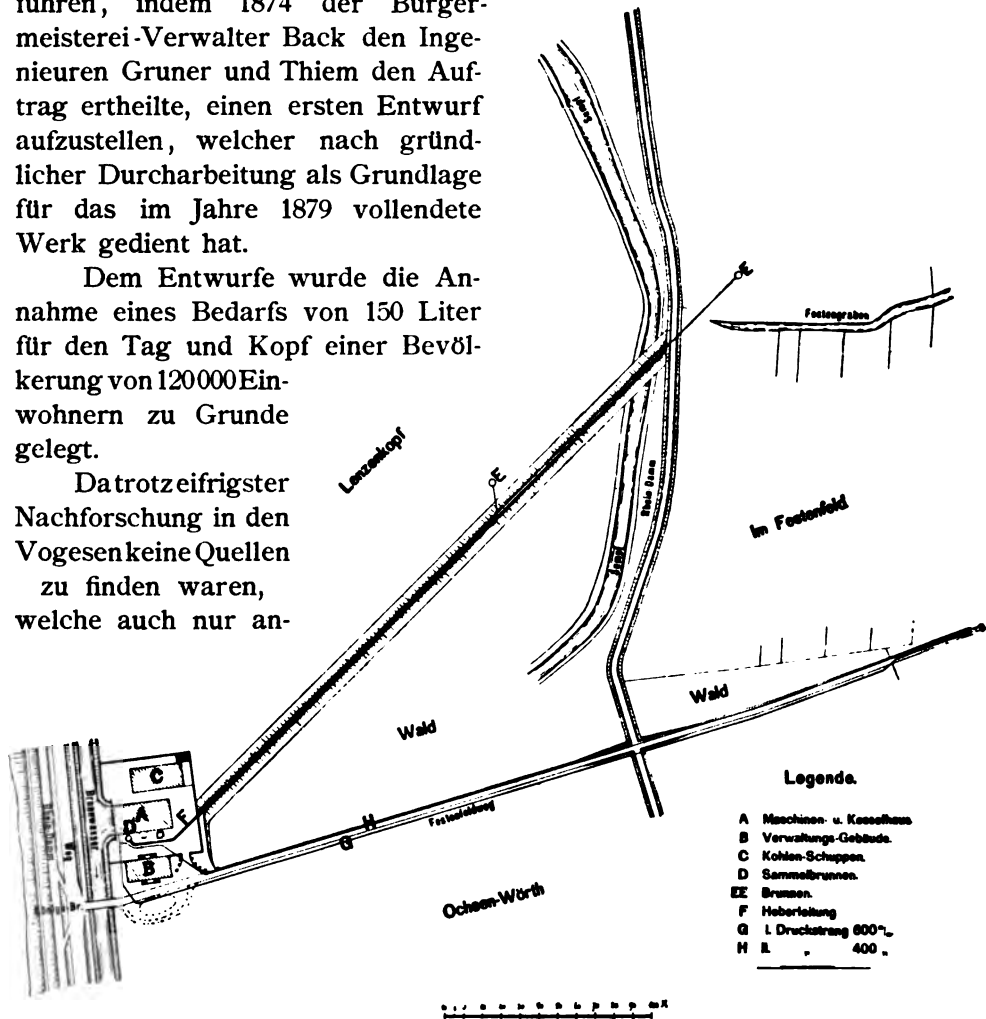 führen, indem 1874 der Bürger-
meisterei-Verwalter Back den Inge-
nieuren Gruner und Thiem den Auf-
trag ertheilte, einen ersten Entwurf
aufzustellen, welcher nach gründ-
licher Durcharbeitung als Grundlage
für das im Jahre 1879 vollendete
Werk gedient hat.
Dem Entwurfe wurde die An-
nahme eines Bedarfs von 150 Liter
für den Tag und Kopf einer Bevöl-
kerung von 120000 Ein-
wohnern zu Grunde
gelegt.
Da trotz eifrigster
Nachforschung in den
Vogesen keine Quellen
zu finden waren,
welche auch nur an-
E
Festengraben
Lenzenkopf
E
Rhein Damm
Im Festenfeld
Wald
Wald
C
A
D
F
B
H
G
Festenfeldweg
Ochsen-Wörth
Legende.
A Maschinen- u. Kesselhaus
B Verwaltungs-Gebäude.
C Kohlen-Schuppen.
D Sammelbrunnen.
EE Brunnen.
F Heberleitung
G I. Druckstrang 600
H II. „ 400 „